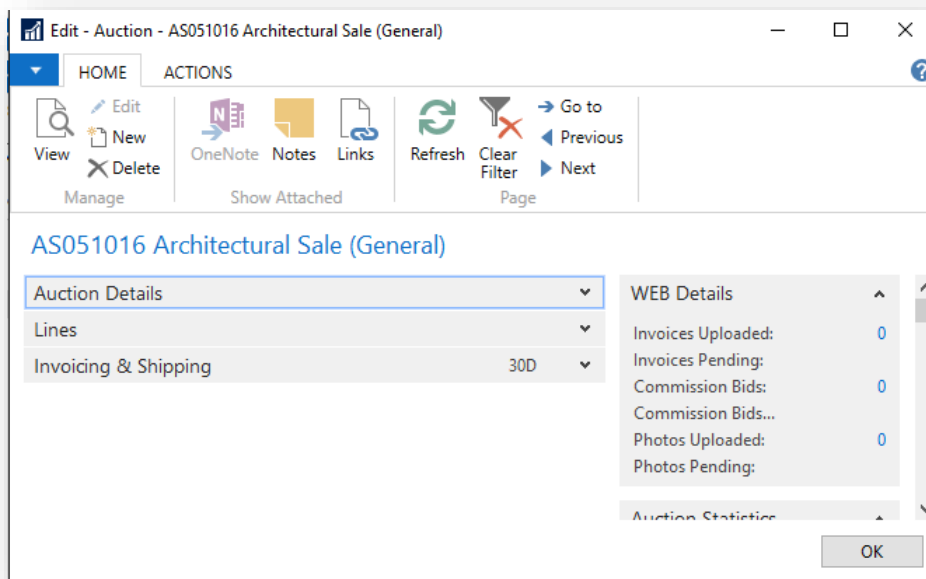 Edit - Auction - AS051016 Architectural Sale (General)
HOME ACTIONS
View
Edit
New
Delete
Manage
OneNote Notes Links
Show Attached
Refresh Clear Filter
Go to
Previous
Next
Page
AS051016 Architectural Sale (General)
Auction Details
Lines
Invoicing & Shipping 30D
WEB Details
Invoices Uploaded: 0
Invoices Pending:
Commission Bids: 0
Commission Bids...
Photos Uploaded: 0
Photos Pending:
Auction Statistics
OK